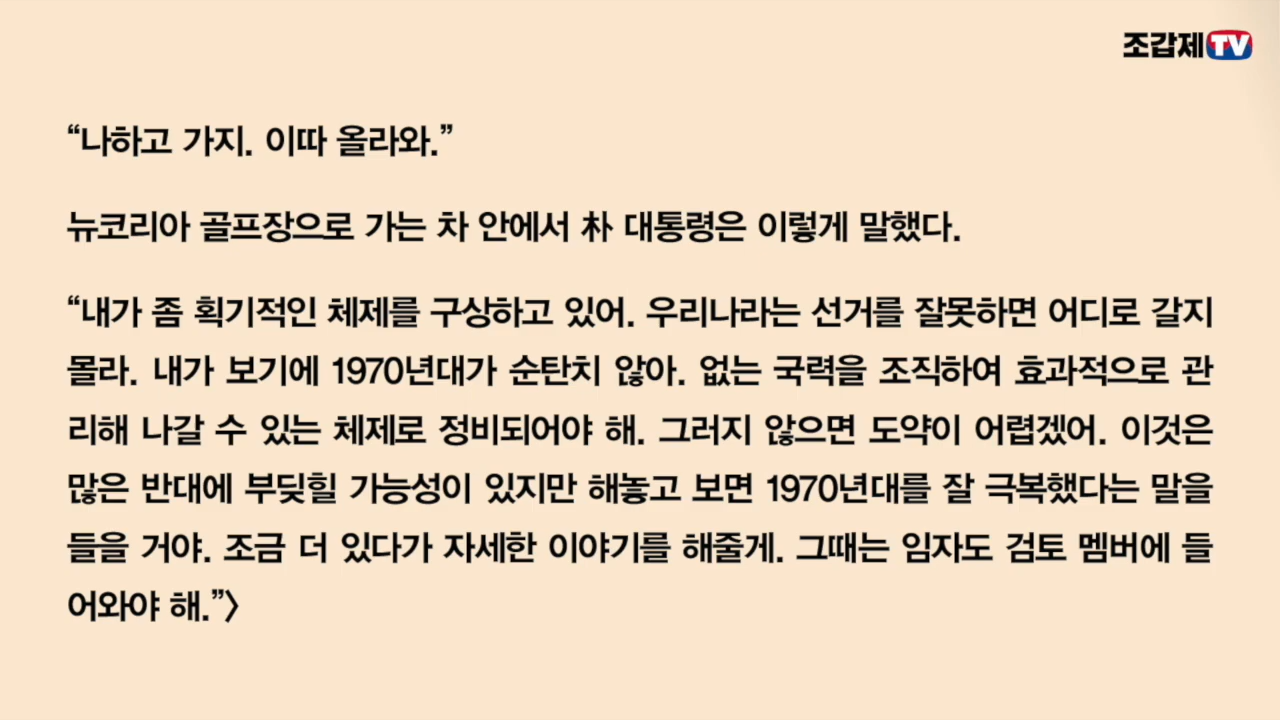 조갑제TV
“나하고 가지. 이따 올라와.”
뉴코리아 골프장으로 가는 차 안에서 朴 대통령은 이렇게 말했다.
“내가 좀 획기적인 체제를 구상하고 있어. 우리나라는 선거를 잘못하면 어디로 갈지
몰라. 내가 보기에 1970년대가 순탄치 않아. 없는 국력을 조직하여 효과적으로 관
리해 나갈 수 있는 체제로 정비되어야 해. 그러지 않으면 도약이 어렵겠어. 이것은
많은 반대에 부딪힐 가능성이 있지만 해놓고 보면 1970년대를 잘 극복했다는 말을
들을 거야. 조금 더 있다가 자세한 이야기를 해줄게. 그때는 임자도 검토 멤버에 들
어와야 해.”〉